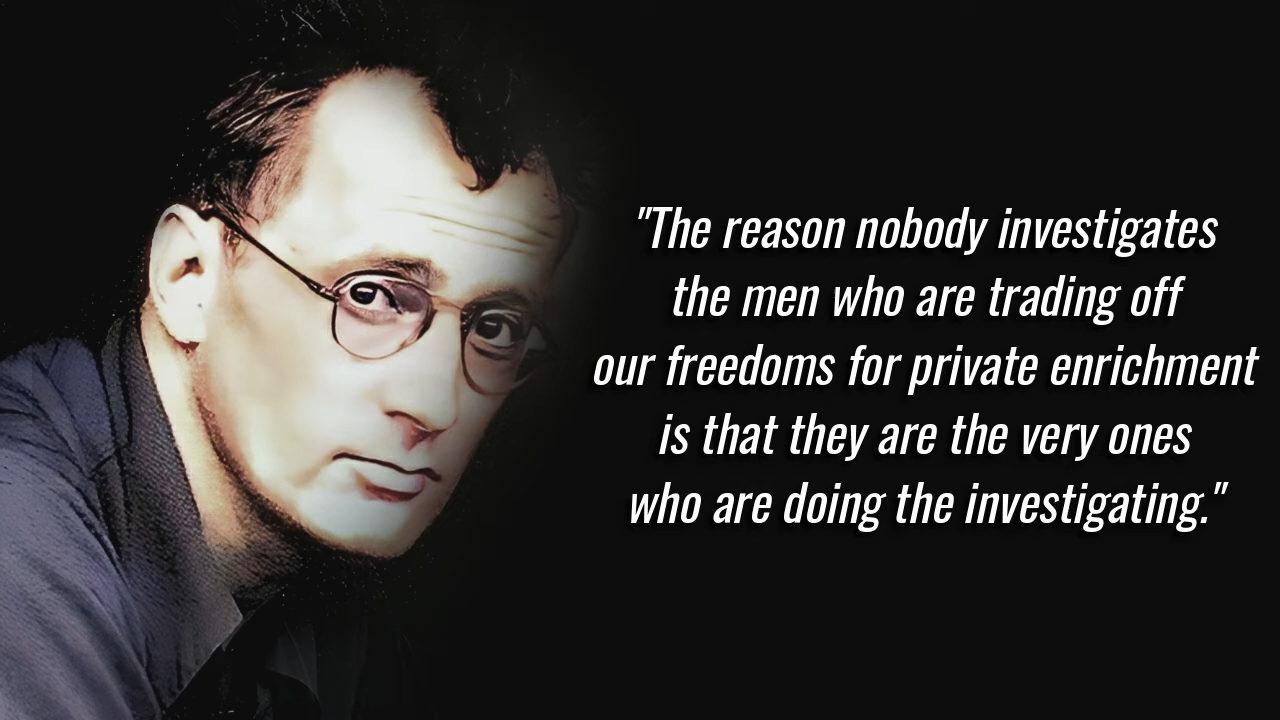 "The reason nobody investigates
the men who are trading off
our freedoms for private enrichment
is that they are the very ones
who are doing the investigating."